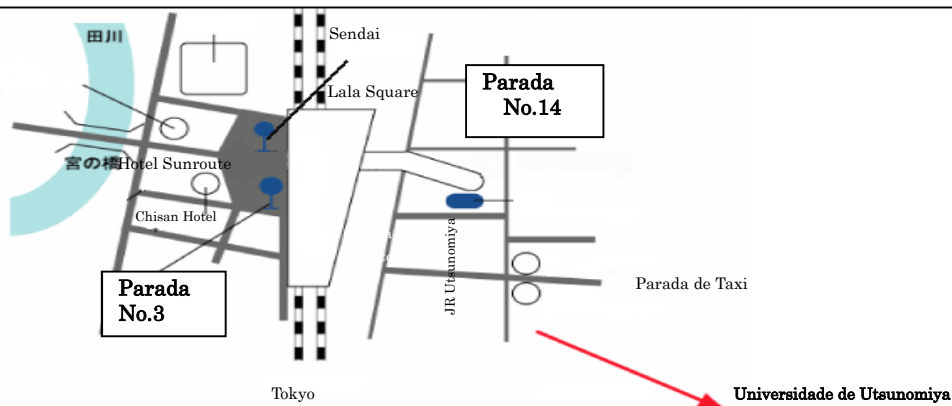 Sendai
田川
Lala Square
Parada
No.14
宮の橋
Hotel Sunroute
Chisan Hotel
JR Utsunomiya
Parada de Taxi
Parada
No.3
Tokyo
Universidade de Utsunomiya